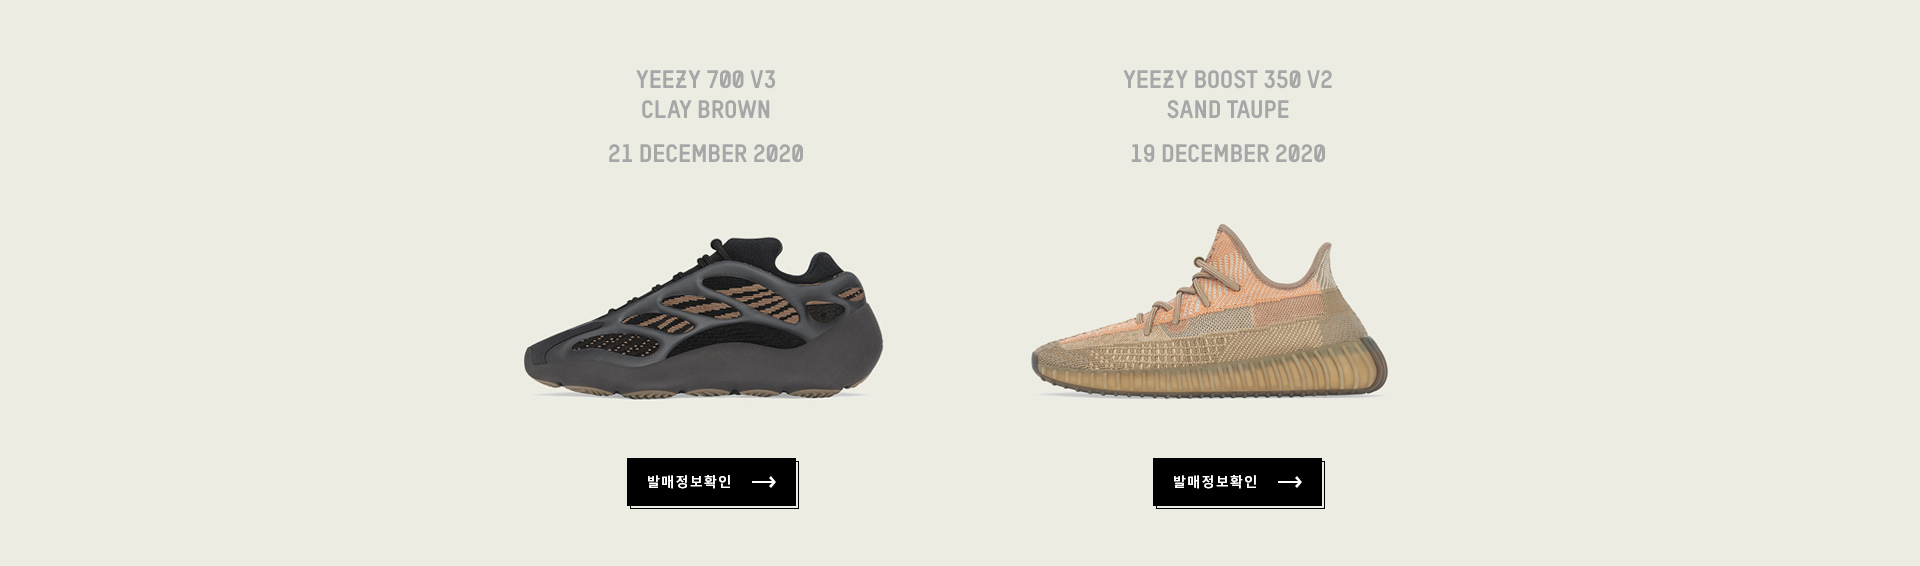 YEEZY 700 V3
CLAY BROWN
21 DECEMBER 2020
발매정보확인
YEEZY BOOST 350 V2
SAND TAUPE
19 DECEMBER 2020
발매정보확인